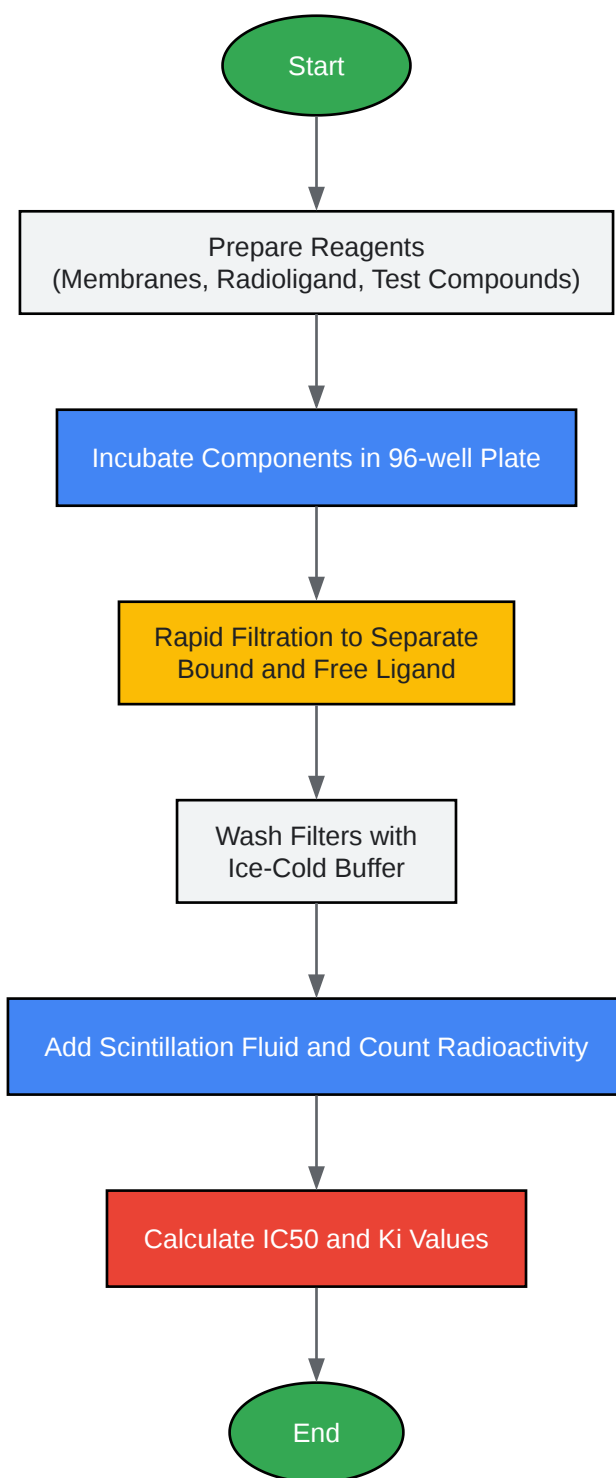 Start
Prepare Reagents
(Membranes, Radioligand, Test Compounds)
Incubate Components in 96-well Plate
Rapid Filtration to Separate
Bound and Free Ligand
Wash Filters with
Ice-Cold Buffer
Add Scintillation Fluid and Count Radioactivity
Calculate IC50 and Ki Values
End